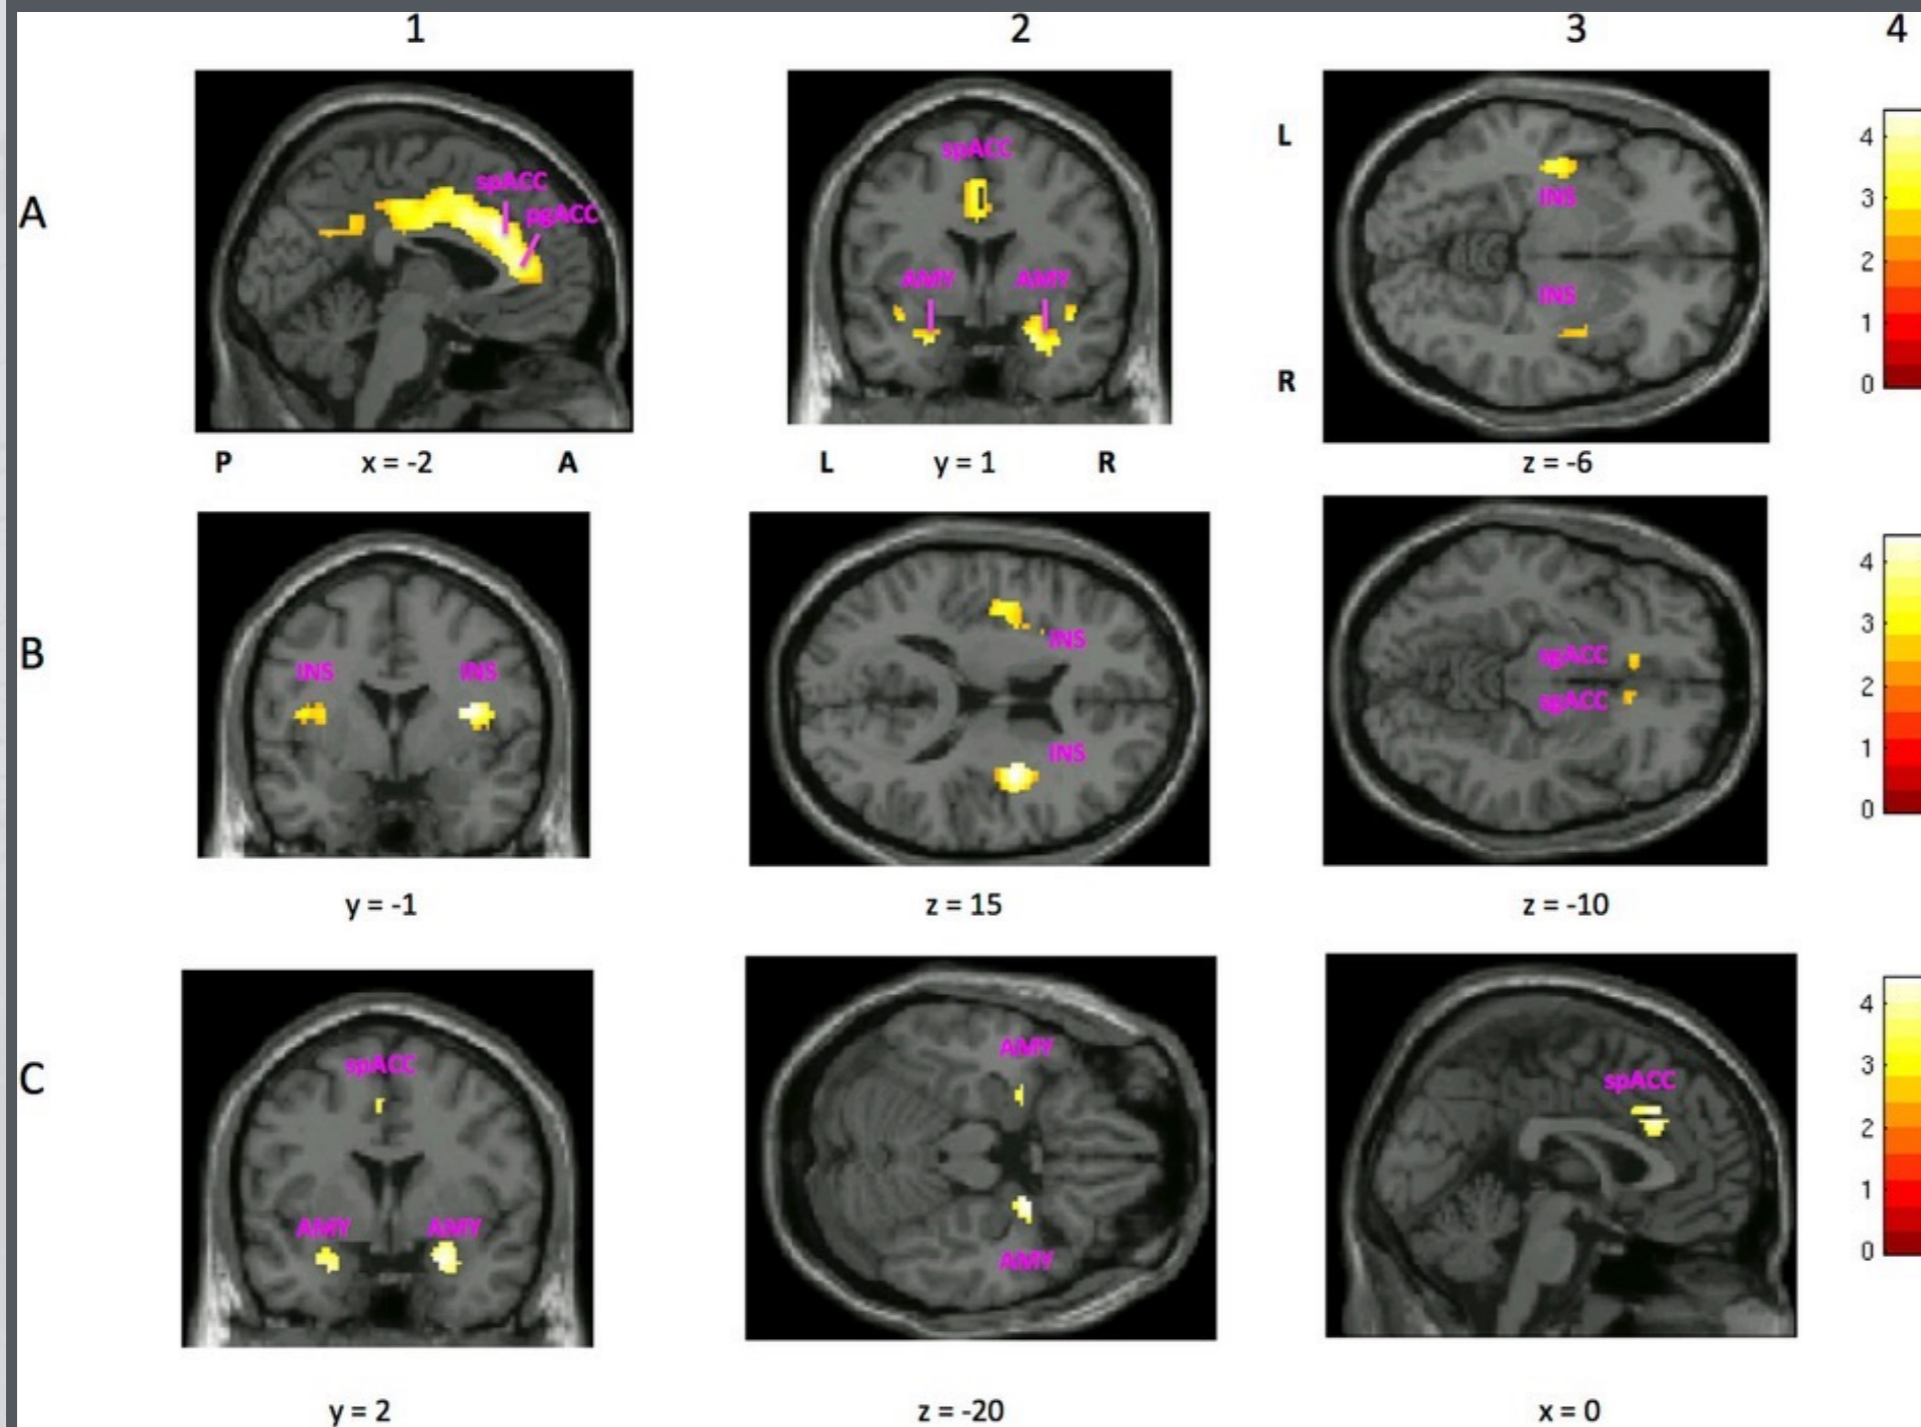 1 2 3 4
A
spACC
pgACC
spACC
AMY AMY
L
R
INS
INS
4
3
2
1
0
P x = -2 A
L y = 1 R
z = -6
B
INS INS
INS
INS
sgACC
sgACC
4
3
2
1
0
y = -1
z = 15
z = -10
C
spACC
AMY AMY
AMY
AMY
spACC
4
3
2
1
0
y = 2
z = -20
x = 0